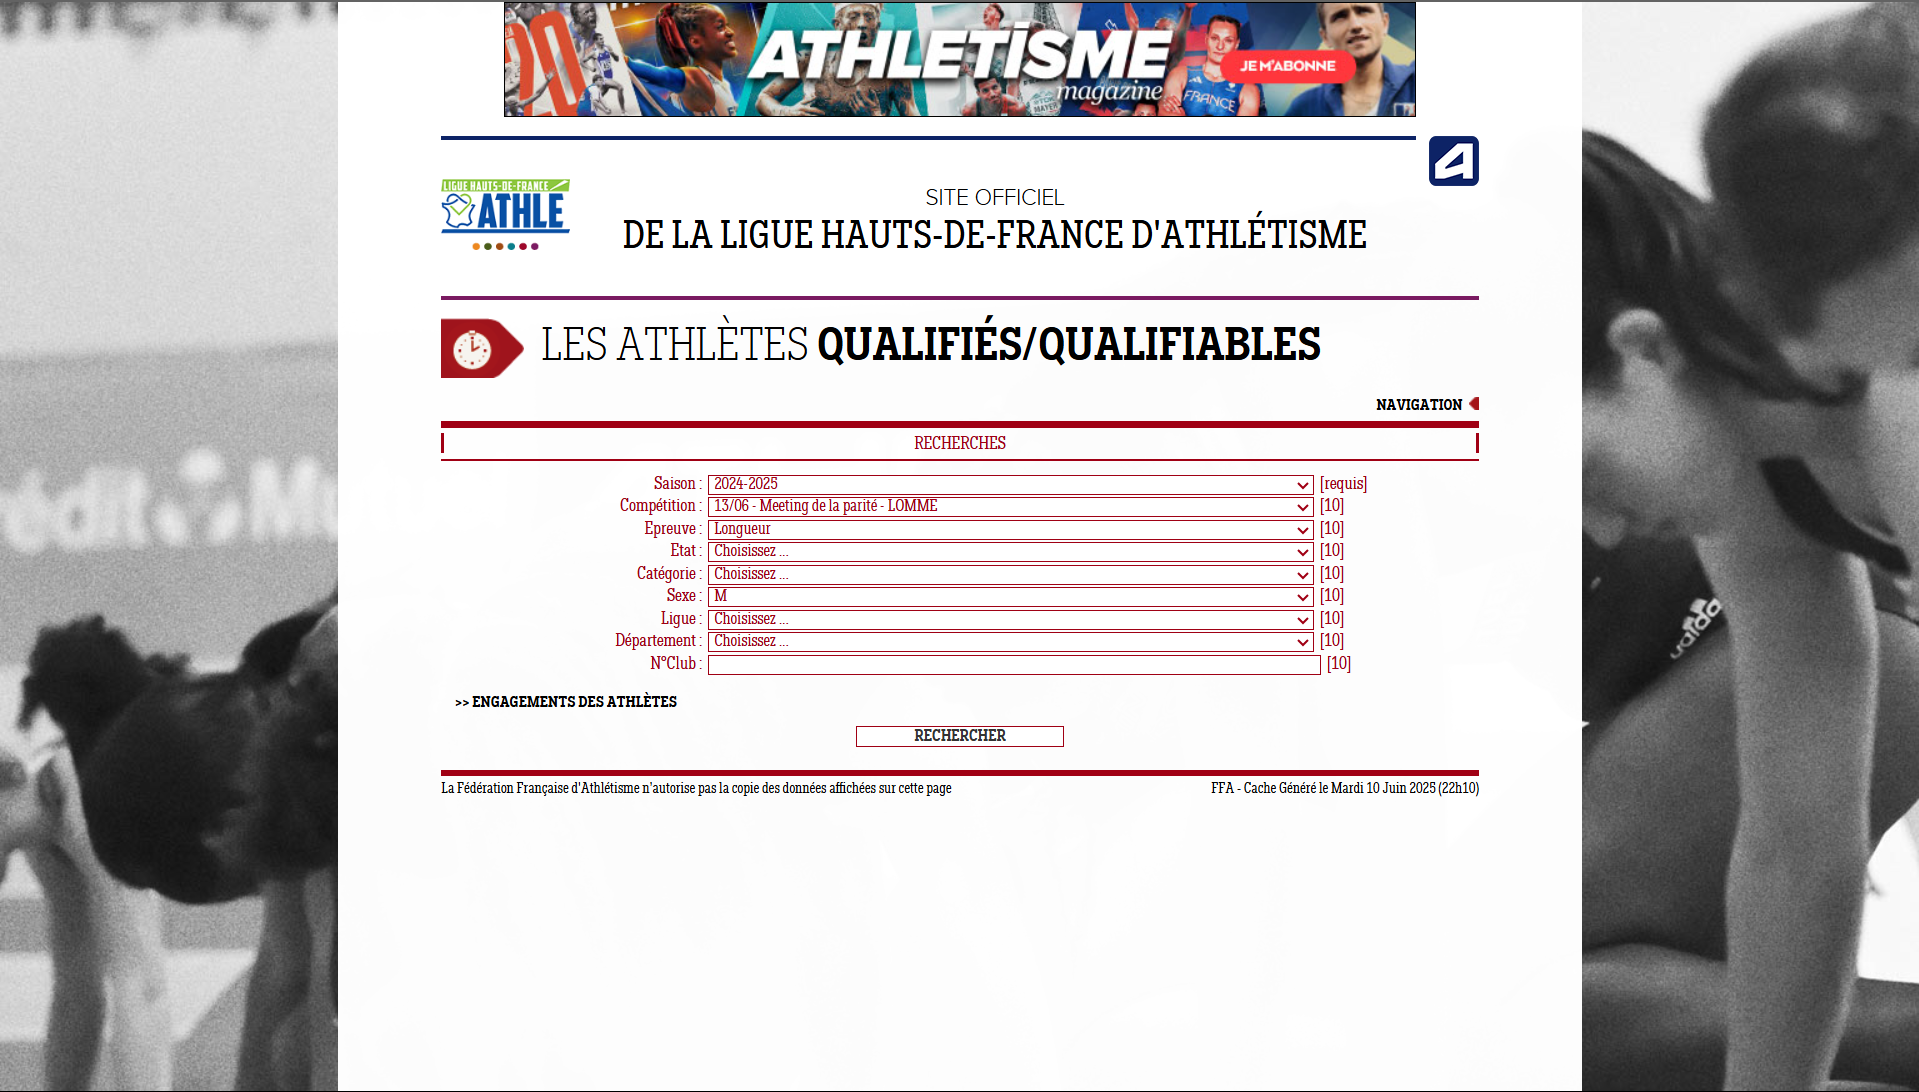 20
ATHLETISME
magazine
JE M'ABONNE
FRANCE
MAYER
LIGUE HAUTS-DE-FRANCE
ATHLE
SITE OFFICIEL
DE LA LIGUE HAUTS-DE-FRANCE D'ATHLÉTISME
LES ATHLÈTES QUALIFIÉS/QUALIFIABLES
NAVIGATION
RECHERCHES
Saison : 2024-2025 [requis]
Compétition : 13/06 - Meeting de la parité - LOMME [10]
Epreuve : Longueur [10]
Etat : Choisissez ... [10]
Catégorie : Choisissez ... [10]
Sexe : M [10]
Ligue : Choisissez ... [10]
Département : Choisissez ... [10]
N°Club : [10]
>> ENGAGEMENTS DES ATHLÈTES
RECHERCHER
La Fédération Française d'Athlétisme n'autorise pas la copie des données affichées sur cette page
FFA - Cache Généré le Mardi 10 Juin 2025 (22h10)
adidas